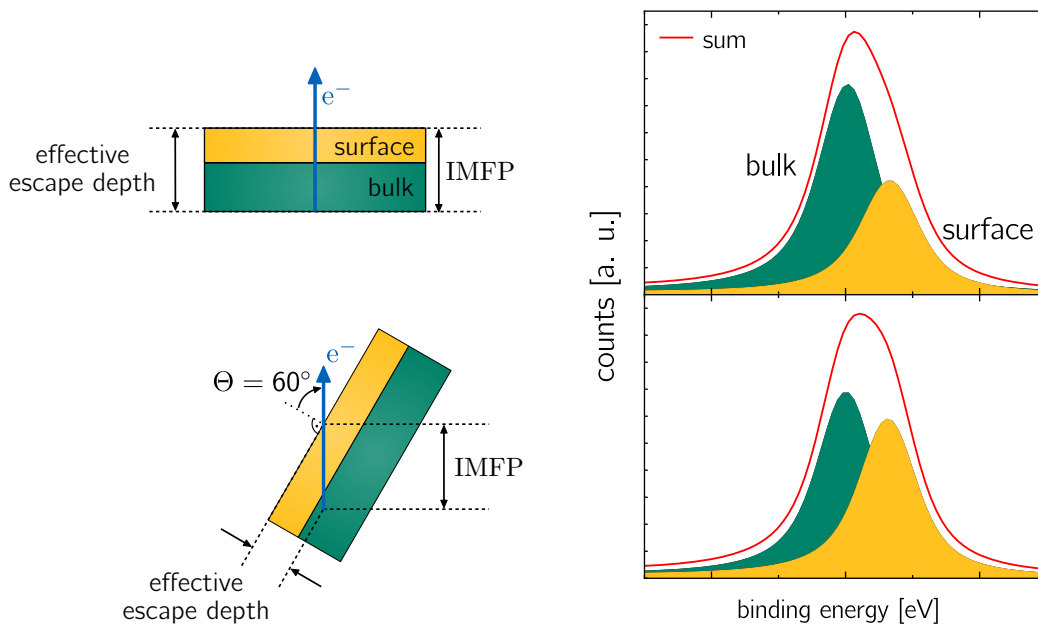 effective
escape depth
e⁻
surface
bulk
IMFP
Θ = 60°
e⁻
IMFP
effective
escape depth
sum
bulk
surface
counts [a. u.]
binding energy [eV]